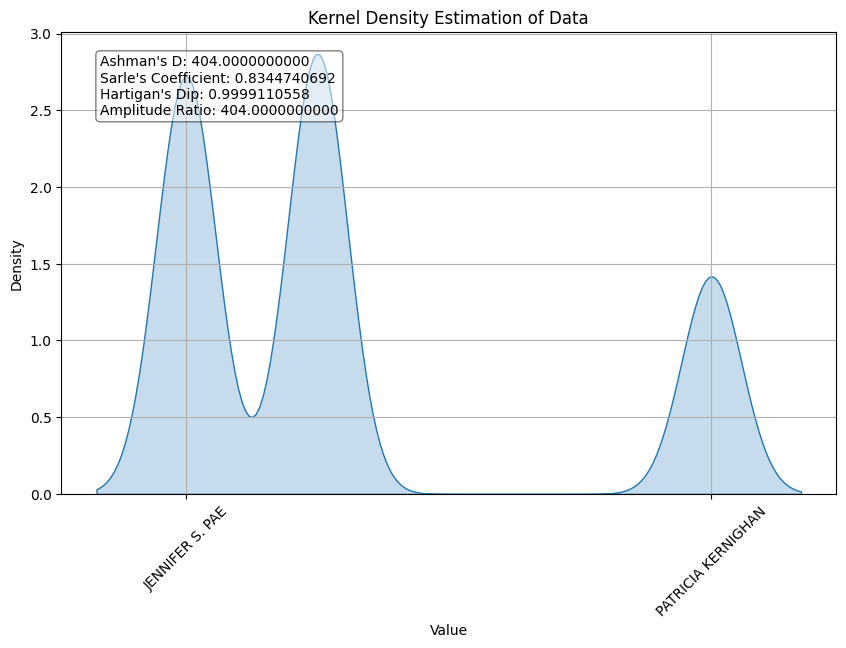 Kernel Density Estimation of Data
Ashman's D: 404.0000000000
Sarle's Coefficient: 0.8344740692
Hartigan's Dip: 0.9999110558
Amplitude Ratio: 404.0000000000
3.0
2.5
2.0
1.5
1.0
0.5
0.0
Density
JENNIFER S. PAE
PATRICIA KERNIGHAN
Value